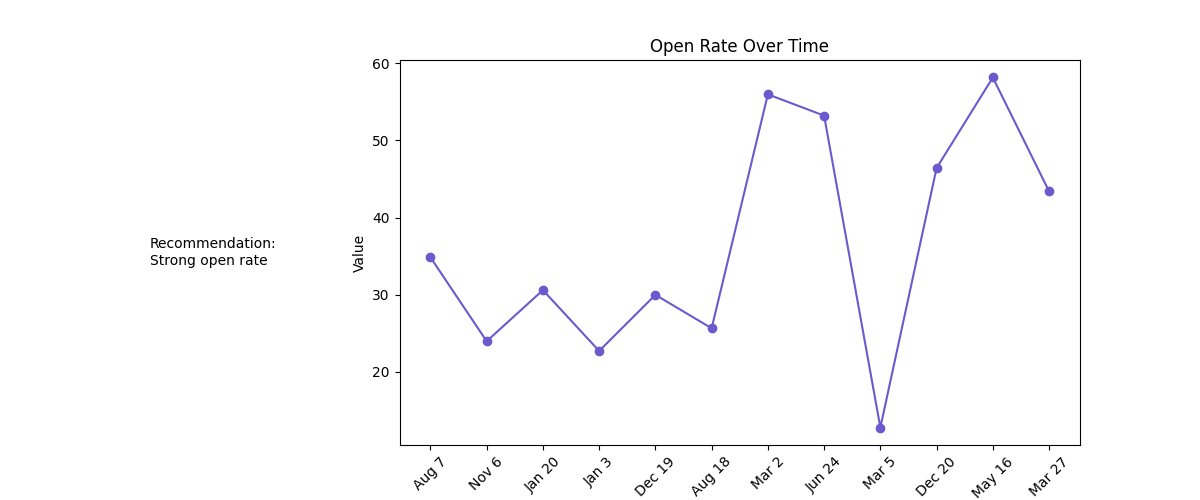 Open Rate Over Time
Recommendation:
Strong open rate
Value
60
50
40
30
20
Aug 7
Nov 6
Jan 20
Jan 3
Dec 19
Aug 18
Mar 2
Jun 24
Mar 5
Dec 20
May 16
Mar 27